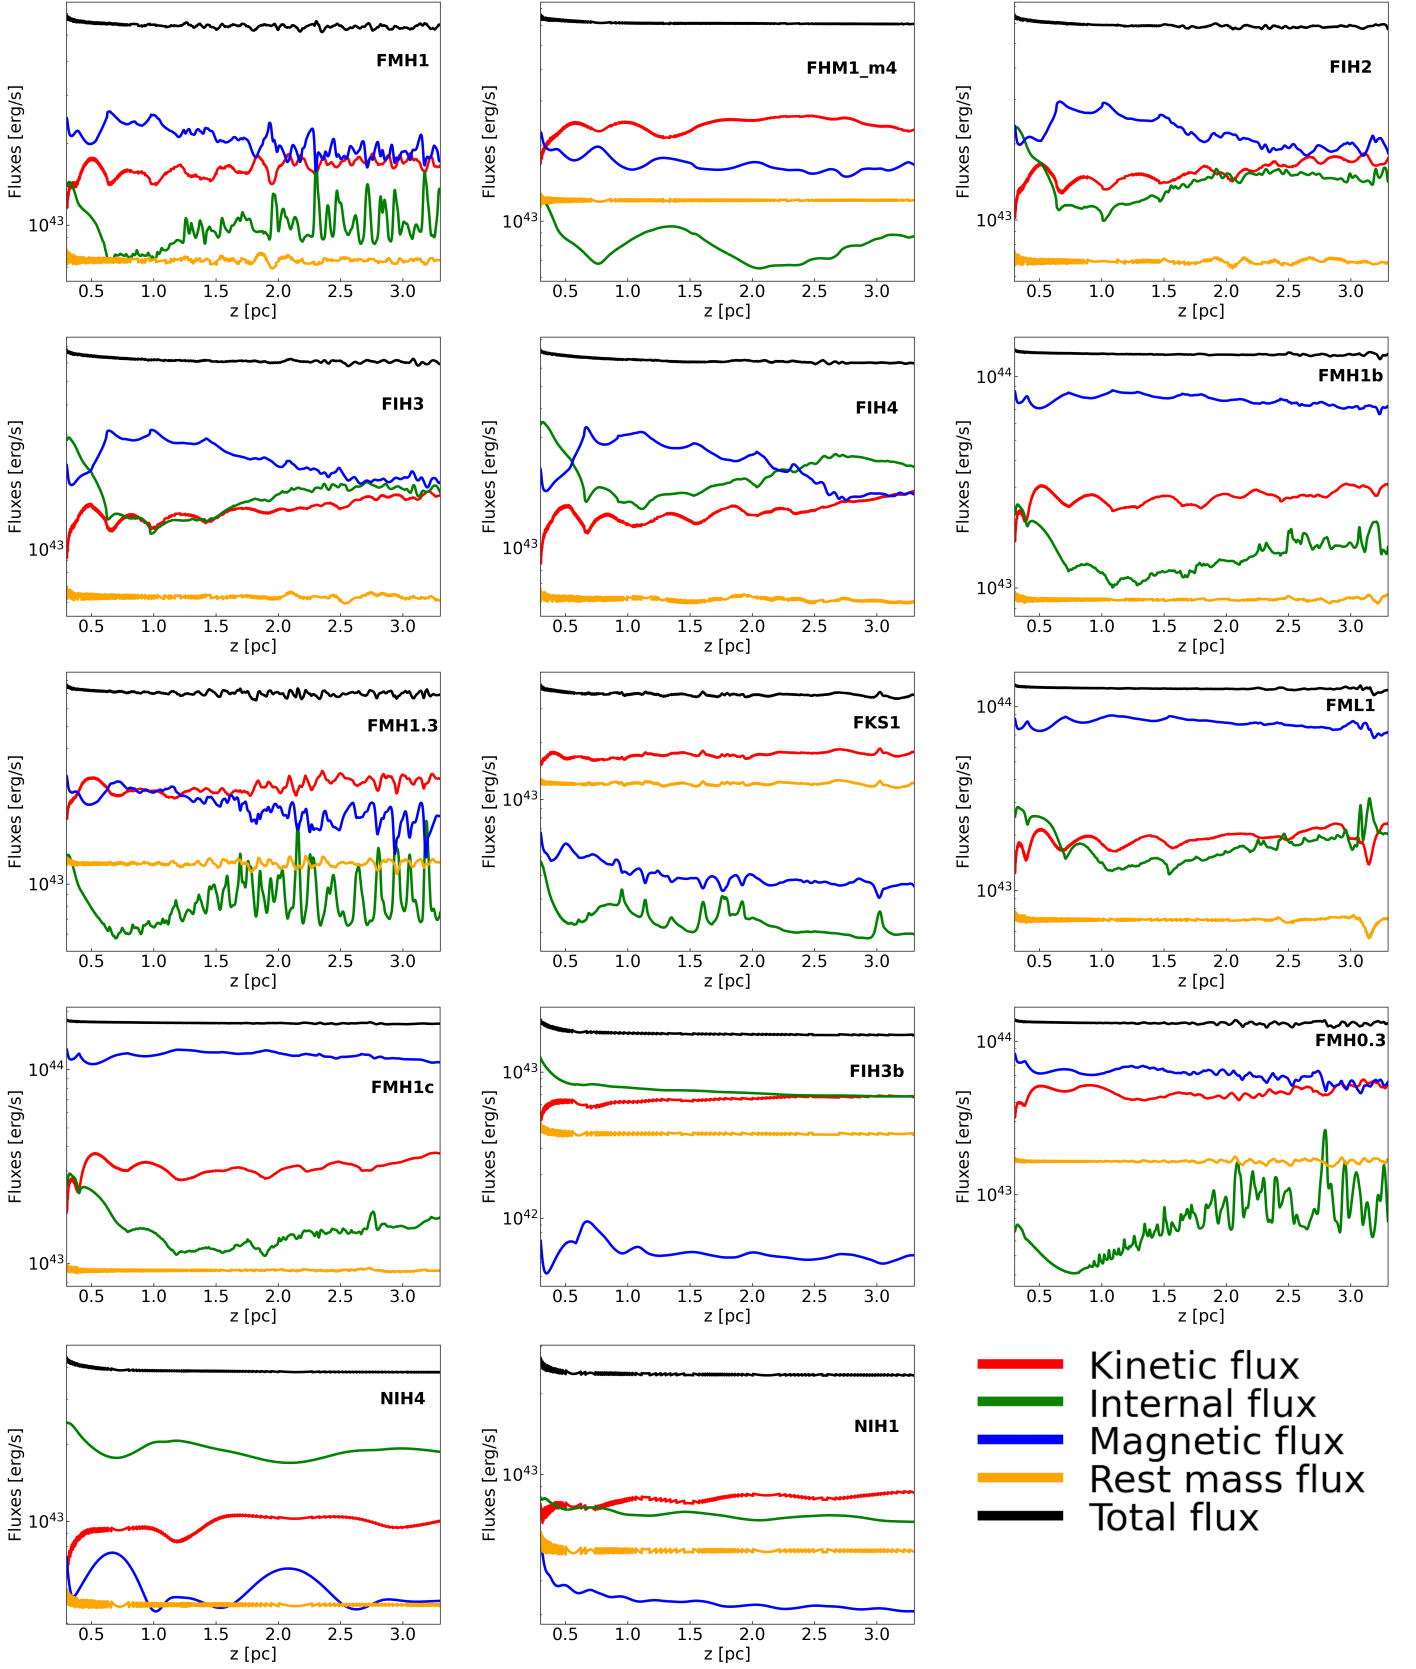 FMH1
Fluxes [erg/s]
10^43
0.5 1.0 1.5 2.0 2.5 3.0
z [pc]
FHM1_m4
Fluxes [erg/s]
10^43
0.5 1.0 1.5 2.0 2.5 3.0
z [pc]
FIH2
Fluxes [erg/s]
10^43
0.5 1.0 1.5 2.0 2.5 3.0
z [pc]
FIH3
Fluxes [erg/s]
10^43
0.5 1.0 1.5 2.0 2.5 3.0
z [pc]
FIH4
Fluxes [erg/s]
10^43
0.5 1.0 1.5 2.0 2.5 3.0
z [pc]
10^44
FMH1b
Fluxes [erg/s]
10^43
0.5 1.0 1.5 2.0 2.5 3.0
z [pc]
FMH1.3
Fluxes [erg/s]
10^43
0.5 1.0 1.5 2.0 2.5 3.0
z [pc]
FKS1
Fluxes [erg/s]
10^43
0.5 1.0 1.5 2.0 2.5 3.0
z [pc]
10^44
FML1
Fluxes [erg/s]
10^43
0.5 1.0 1.5 2.0 2.5 3.0
z [pc]
10^44
FMH1c
Fluxes [erg/s]
10^43
0.5 1.0 1.5 2.0 2.5 3.0
z [pc]
10^43
FIH3b
Fluxes [erg/s]
10^42
0.5 1.0 1.5 2.0 2.5 3.0
z [pc]
10^44
FMH0.3
Fluxes [erg/s]
10^43
0.5 1.0 1.5 2.0 2.5 3.0
z [pc]
NIH4
Fluxes [erg/s]
10^43
0.5 1.0 1.5 2.0 2.5 3.0
z [pc]
NIH1
Fluxes [erg/s]
10^43
0.5 1.0 1.5 2.0 2.5 3.0
z [pc]
Kinetic flux
Internal flux
Magnetic flux
Rest mass flux
Total flux